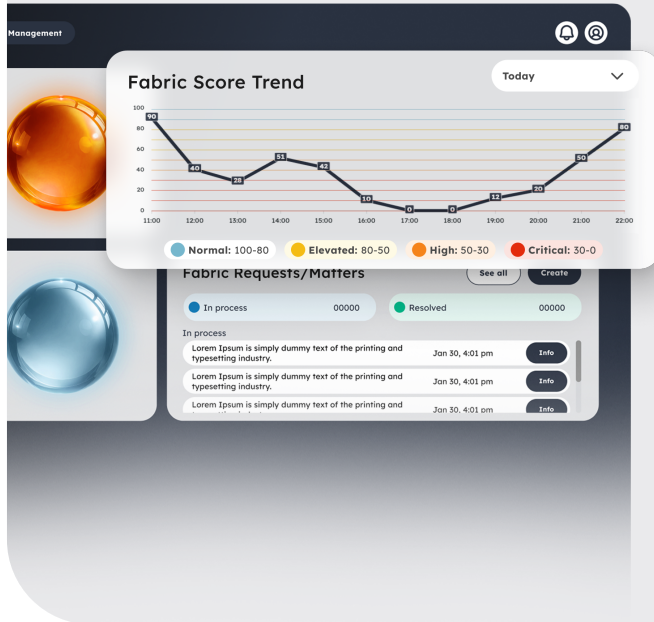 Management
Fabric Score Trend
Today
100
80
60
40
20
0
90
40
28
51
43
10
0
0
12
20
50
80
11:00
12:00
13:00
14:00
15:00
16:00
17:00
18:00
19:00
20:00
21:00
22:00
Normal: 100-80
Elevated: 80-50
High: 50-30
Critical: 30-0
Fabric Requests/Matters
See all
Create
In process 00000
Resolved 00000
In process
Lorem Ipsum is simply dummy text of the printing and
typesetting industry.
Jan 30, 4:01 pm
Info
Lorem Ipsum is simply dummy text of the printing and
typesetting industry.
Jan 30, 4:01 pm
Info
Lorem Ipsum is simply dummy text of the printing and
Jan 30, 4:01 pm
Info